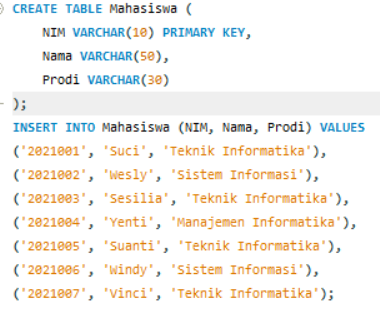 CREATE TABLE Mahasiswa (
NIM VARCHAR(10) PRIMARY KEY,
Nama VARCHAR(50),
Prodi VARCHAR(30)
);
INSERT INTO Mahasiswa (NIM, Nama, Prodi) VALUES
('2021001', 'Suci', 'Teknik Informatika'),
('2021002', 'Wesly', 'Sistem Informasi'),
('2021003', 'Sesilia', 'Teknik Informatika'),
('2021004', 'Yenti', 'Manajemen Informatika'),
('2021005', 'Suanti', 'Teknik Informatika'),
('2021006', 'Windy', 'Sistem Informasi'),
('2021007', 'Vinci', 'Teknik Informatika');